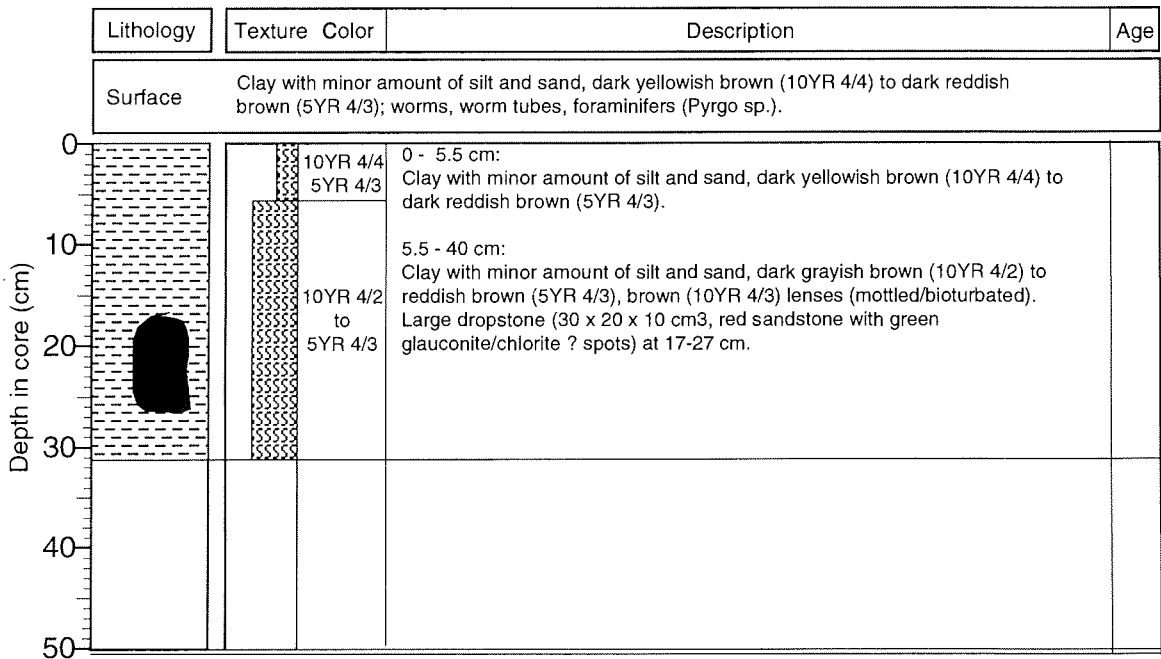 Lithology Texture Color Description Age
Surface
Clay with minor amount of silt and sand, dark yellowish brown (10YR 4/4) to dark reddish
brown (5YR 4/3); worms, worm tubes, foraminifers (Pyrgo sp.).
Depth in core (cm)
0
10
20
30
40
50
10YR 4/4
5YR 4/3
10YR 4/2
to
5YR 4/3
0 - 5.5 cm:
Clay with minor amount of silt and sand, dark yellowish brown (10YR 4/4) to
dark reddish brown (5YR 4/3).
5.5 - 40 cm:
Clay with minor amount of silt and sand, dark grayish brown (10YR 4/2) to
reddish brown (5YR 4/3), brown (10YR 4/3) lenses (mottled/bioturbated).
Large dropstone (30 x 20 x 10 cm3, red sandstone with green
glauconite/chlorite ? spots) at 17-27 cm.